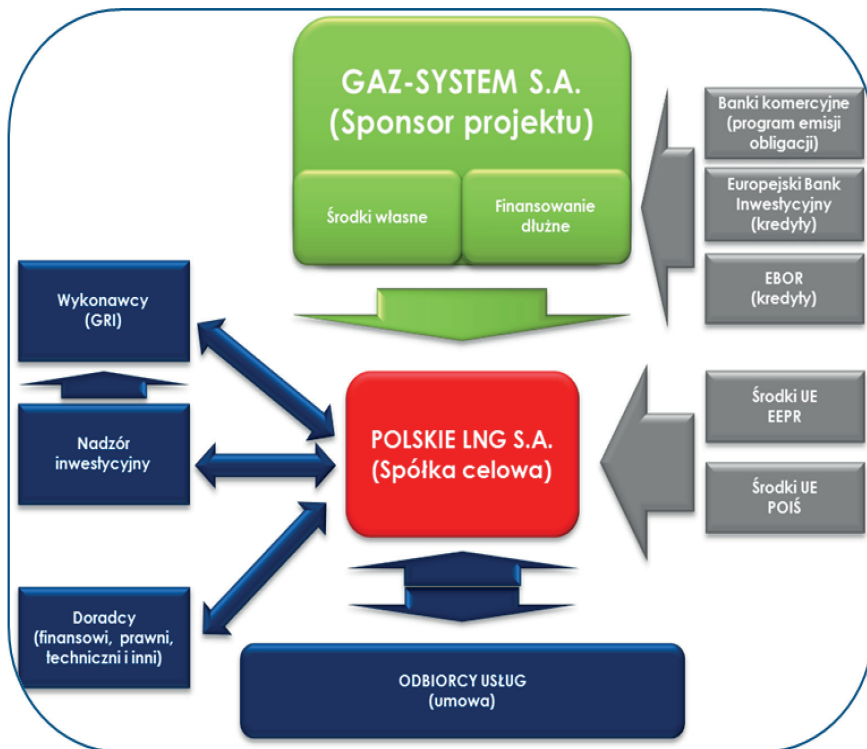 GAZ-SYSTEM S.A.
(Sponsor projektu)
Środki własne
Finansowanie
dłużne
Banki komercyjne
(program emisji
obligacji)
Europejski Bank
Inwestycyjny
(kredyty)
EBOR
(kredyty)
Wykonawcy
(GRI)
Nadzór
inwestycyjny
Doradcy
(finansowi, prawni,
techniczni i inni)
POLSKIE LNG S.A.
(Spółka celowa)
Środki UE
EEPR
Środki UE
POIŚ
ODBIORCY USŁUG
(umowa)